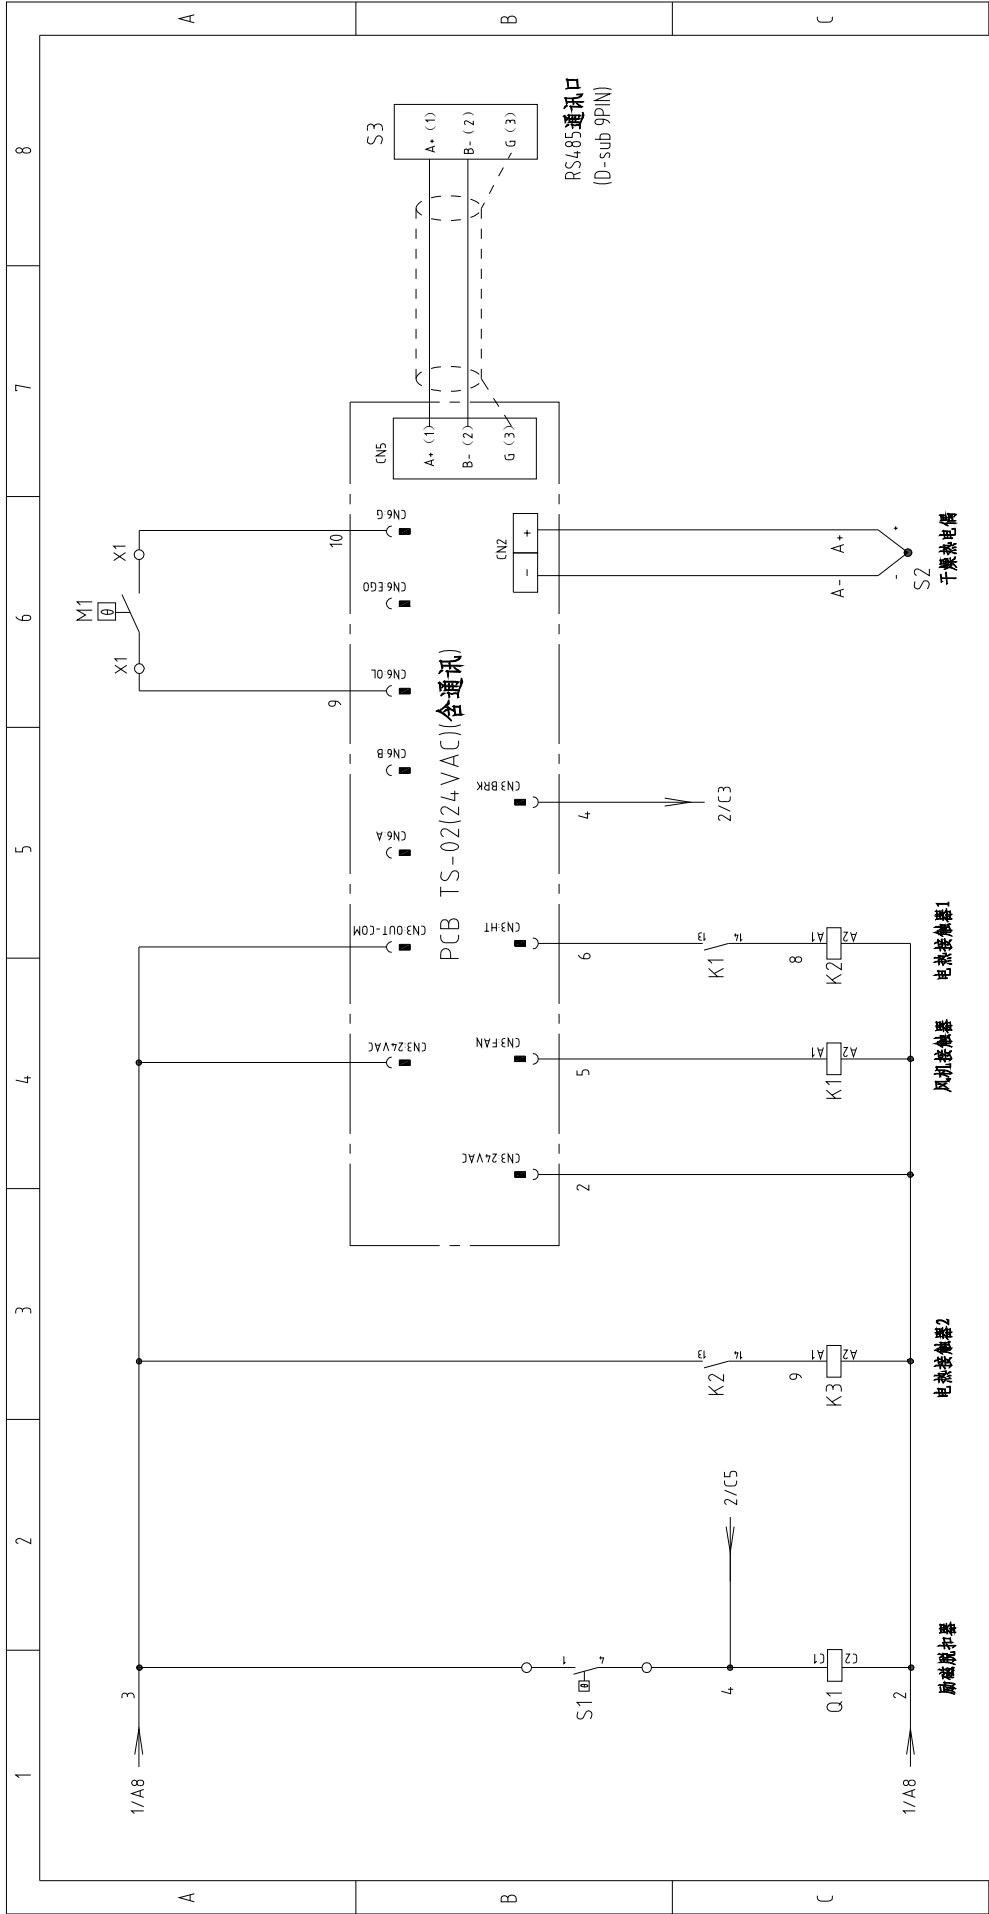 1
2
3
4
5
6
7
8
A
B
C
A
B
C
1/A8
3
1/A8
2
S1
θ
1
4
4
2/C5
Q1
C1
C2
励磁脱扣器
K2
13
14
9
K3
A1
A2
电热接触器2
CN3:24VAC
CN3:24VAC
2
CN3:FAN
5
K1
A1
A2
风机接触器
CN3:OUT-COM
CN3:HT
6
K1
13
14
8
K2
A1
A2
电热接触器1
PCB TS-02(24VAC)(含通讯)
CN6:A
CN6:B
CN3:BRK
4
2/C3
CN6:OL
9
X1
M1
θ
X1
CN6:EGO
CN6:G
10
CN2
-
+
A-
A+
-
+
S2
干燥热电偶
CN5
A+ (1)
B- (2)
G (3)
S3
A+ (1)
B- (2)
G (3)
RS485通讯口
(D-sub 9PIN)